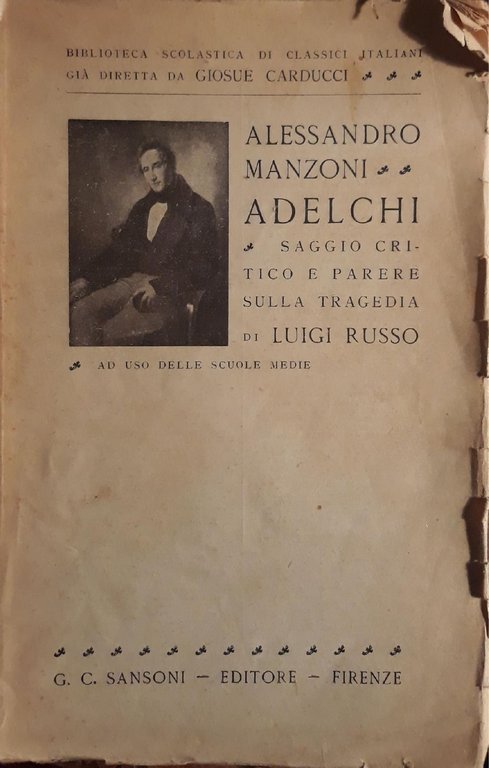 BIBLIOTECA SCOLASTICA DI CLASSICI ITALIANI
GIÀ DIRETTA DA GIOSUE CARDUCCI
ALESSANDRO
MANZONI
ADELCHI
SAGGIO CRI-
TICO E PARERE
SULLA TRAGEDIA
DI LUIGI RUSSO
AD USO DELLE SCUOLE MEDIE
G. C. SANSONI — EDITORE — FIRENZE